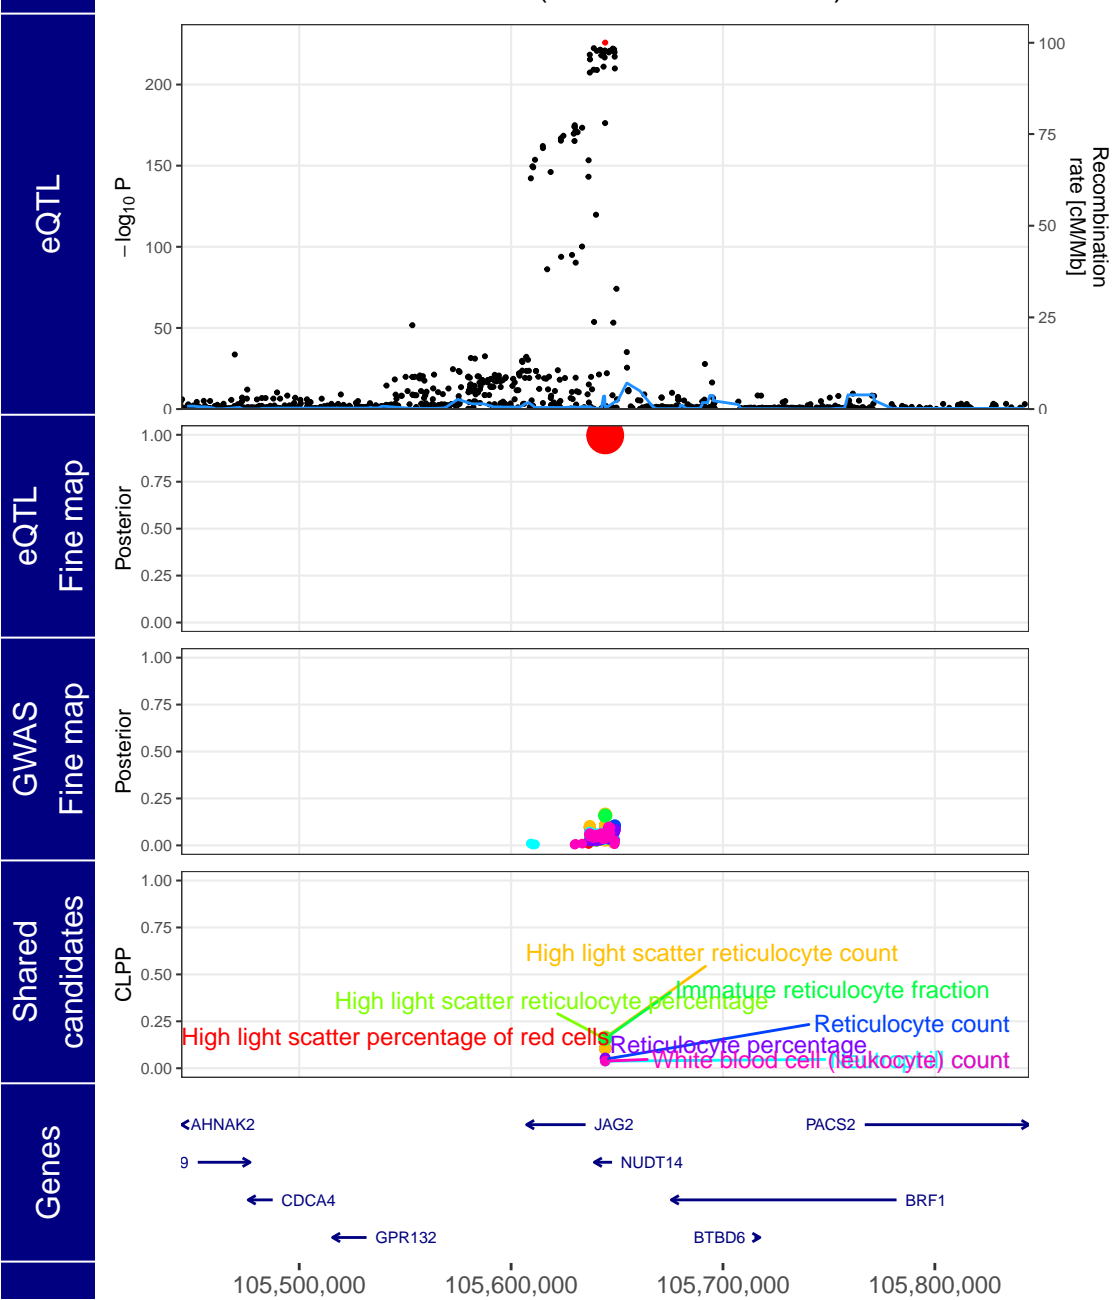 eQTL
−log10 P
200
150
100
50
0
100
75
50
25
0
Recombination
rate [cM/Mb]
eQTL
Fine map
Posterior
1.00
0.75
0.50
0.25
0.00
GWAS
Fine map
Posterior
1.00
0.75
0.50
0.25
0.00
Shared
candidates
CLPP
1.00
0.75
0.50
0.25
0.00
High light scatter reticulocyte count
Immature reticulocyte fraction
High light scatter reticulocyte percentage
Reticulocyte count
High light scatter percentage of red cells
Reticulocyte percentage
White blood cell (leukocyte) count
Genes
AHNAK2
JAG2
PACS2
9
NUDT14
CDCA4
BRF1
GPR132
BTBD6
105,500,000
105,600,000
105,700,000
105,800,000